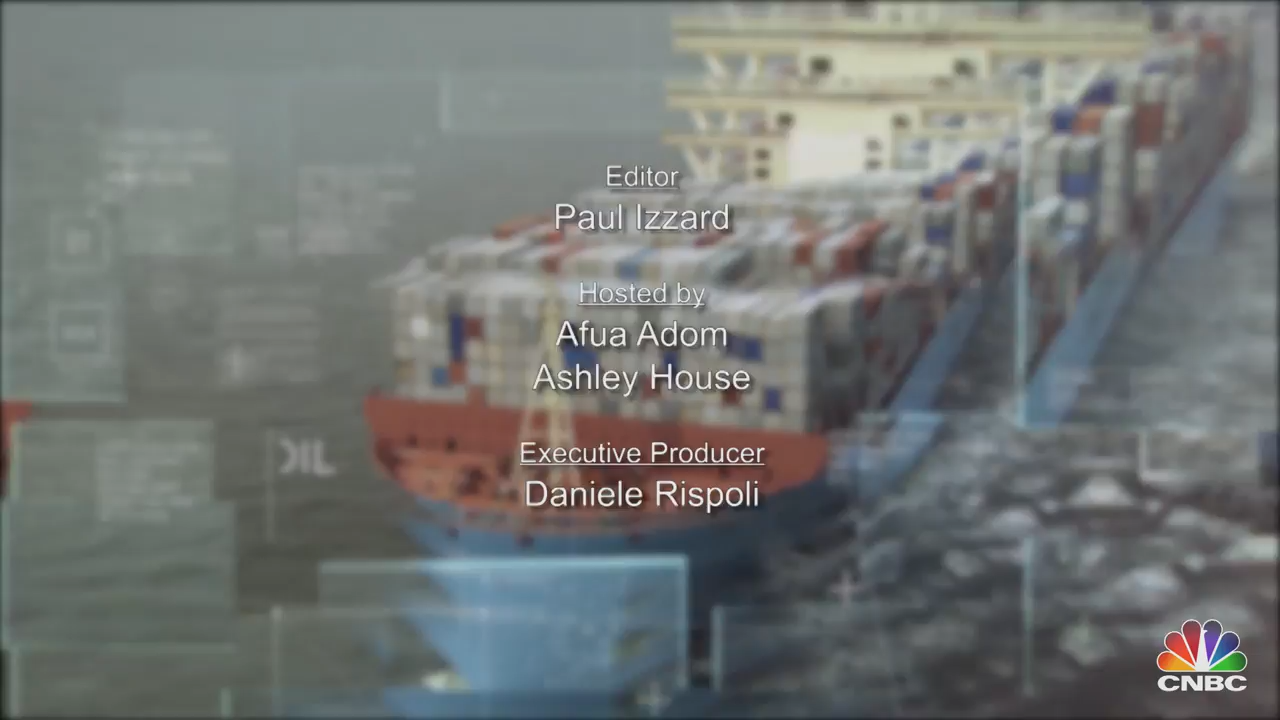 Editor
Paul Izzard
Hosted by
Afua Adom
Ashley House
Executive Producer
Daniele Rispoli
CNBC